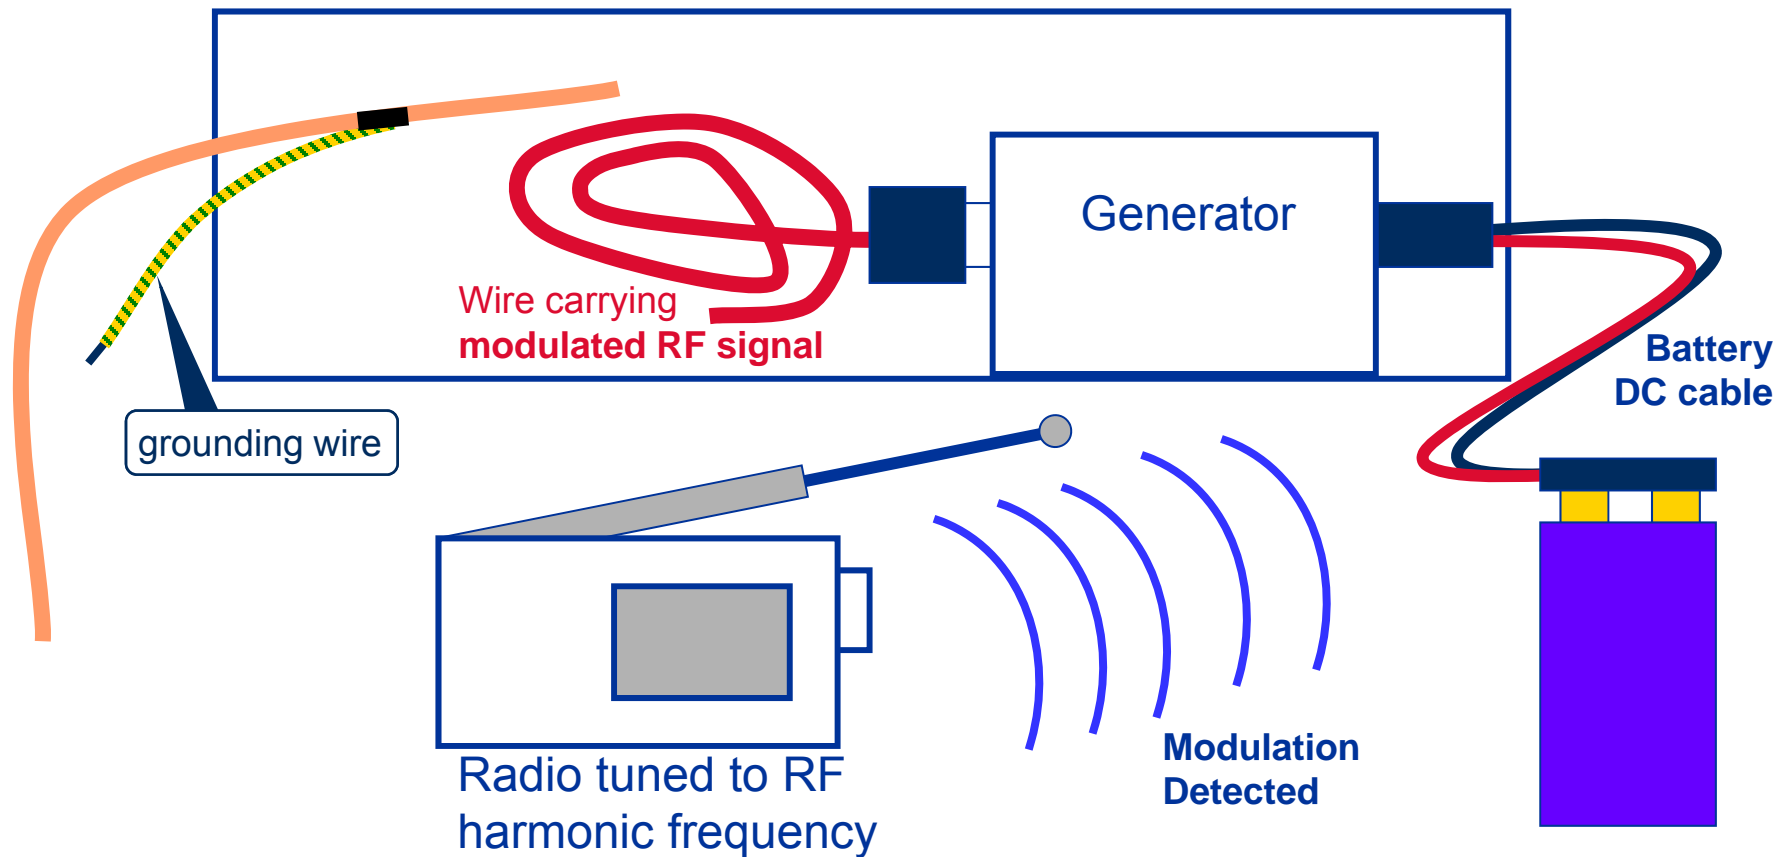 Generator
Wire carrying
modulated RF signal
Battery
DC cable
grounding wire
Modulation
Detected
Radio tuned to RF
harmonic frequency